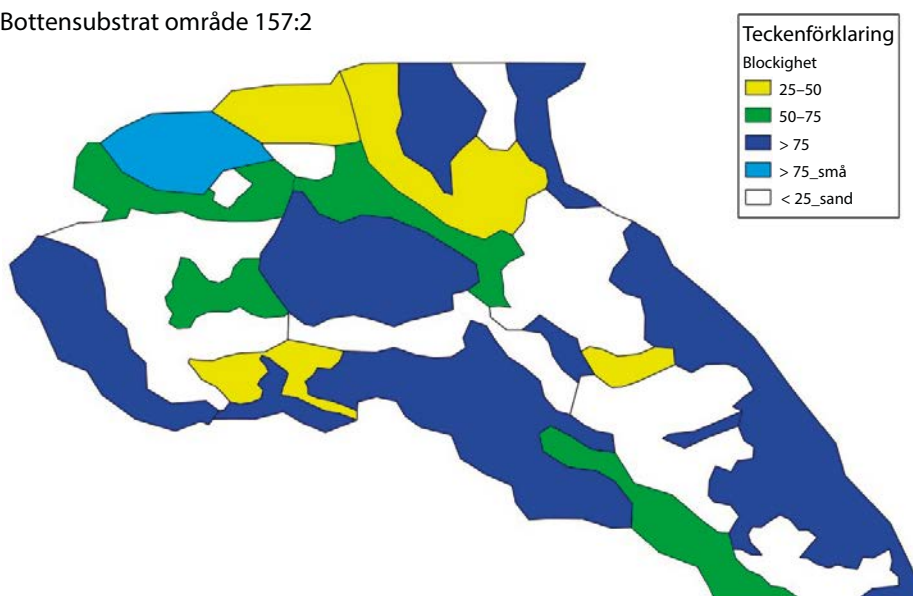 Bottensubstrat område 157:2
Teckenförklaring
Blockighet
25–50
50–75
> 75
> 75_små
< 25_sand